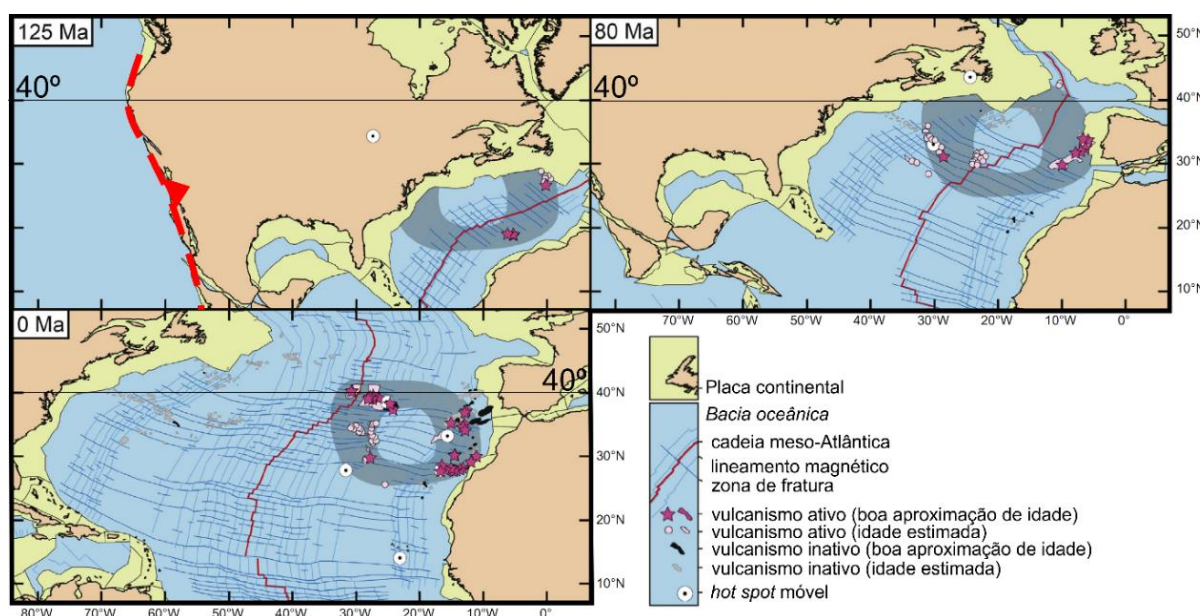 125 Ma
40º
80 Ma
40º
50°N
40°N
30°N
20°N
10°N
70°W
60°W
50°W
40°W
30°W
20°W
10°W
0°
0 Ma
40º
50°N
40°N
30°N
20°N
10°N
80°W
70°W
60°W
50°W
40°W
30°W
20°W
10°W
0°
Placa continental
Bacia oceânica
cadeia meso-Atlântica
lineamento magnético
zona de fratura
vulcanismo ativo (boa aproximação de idade)
vulcanismo ativo (idade estimada)
vulcanismo inativo (boa aproximação de idade)
vulcanismo inativo (idade estimada)
hot spot móvel